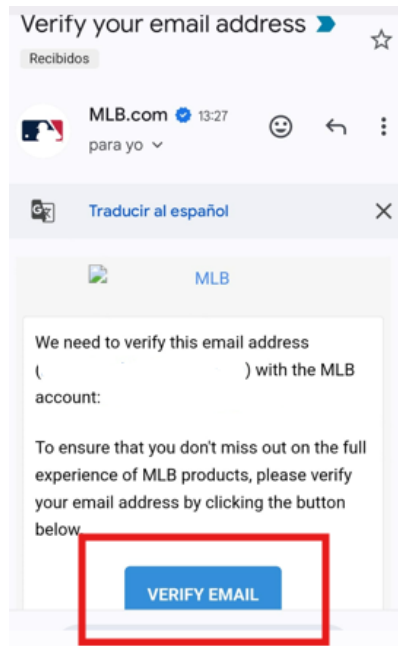 Verify your email address
Recibidos
MLB.com 13:27
para yo
Traducir al español
MLB
We need to verify this email address
( ) with the MLB
account:
To ensure that you don't miss out on the full
experience of MLB products, please verify
your email address by clicking the button
below
VERIFY EMAIL